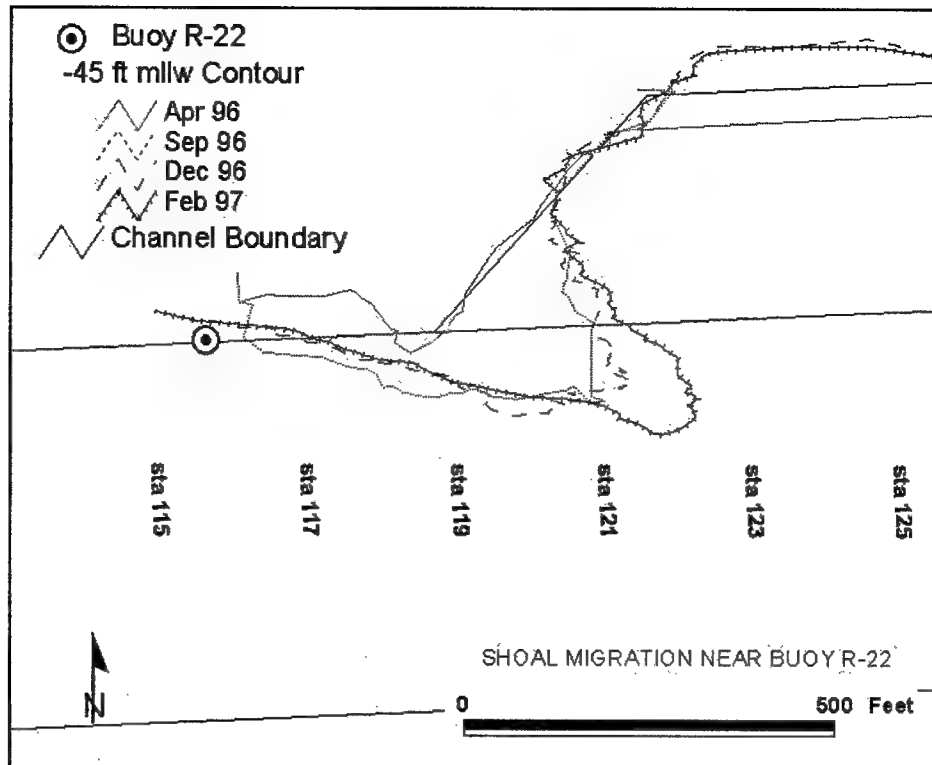 Buoy R-22
-45 ft mllw Contour
Apr 96
Sep 96
Dec 96
Feb 97
Channel Boundary
sta 115
sta 117
sta 119
sta 121
sta 123
sta 125
N
SHOAL MIGRATION NEAR BUOY R-22
0 500 Feet